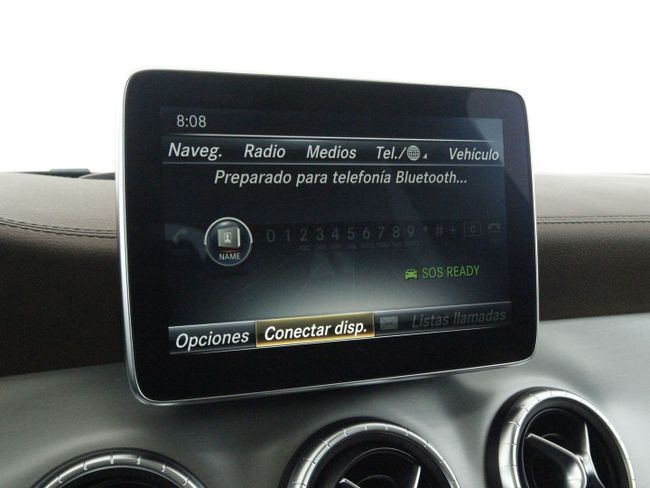 8:08
Naveg. Radio Medios Tel./ Vehículo
Preparado para telefonía Bluetooth...
NAME 0 1 2 3 4 5 6 7 8 9 * # +
SOS READY
Opciones Conectar disp. Listas llamadas